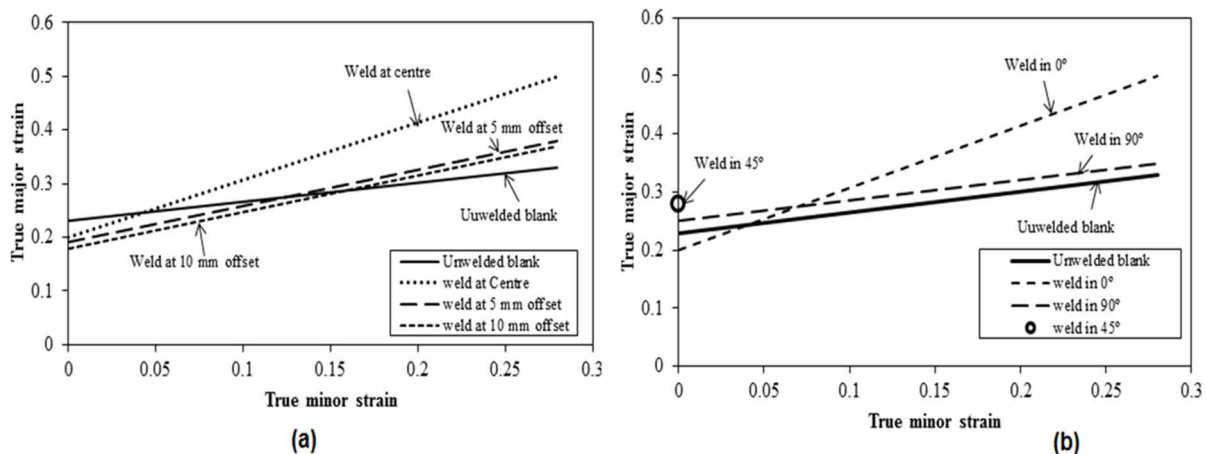 0.6
0.5
0.4
0.3
0.2
0.1
0
True major strain
Weld at centre
Weld at 5 mm offset
Uuwelded blank
Weld at 10 mm offset
Unwelded blank
weld at Centre
weld at 5 mm offset
weld at 10 mm offset
0 0.05 0.1 0.15 0.2 0.25 0.3
True minor strain
(a)
0.6
0.5
0.4
0.3
0.2
0.1
0
True major strain
Weld in 0°
Weld in 90°
Weld in 45°
Uuwelded blank
Unwelded blank
weld in 0°
weld in 90°
weld in 45°
0 0.05 0.1 0.15 0.2 0.25 0.3
True minor strain
(b)